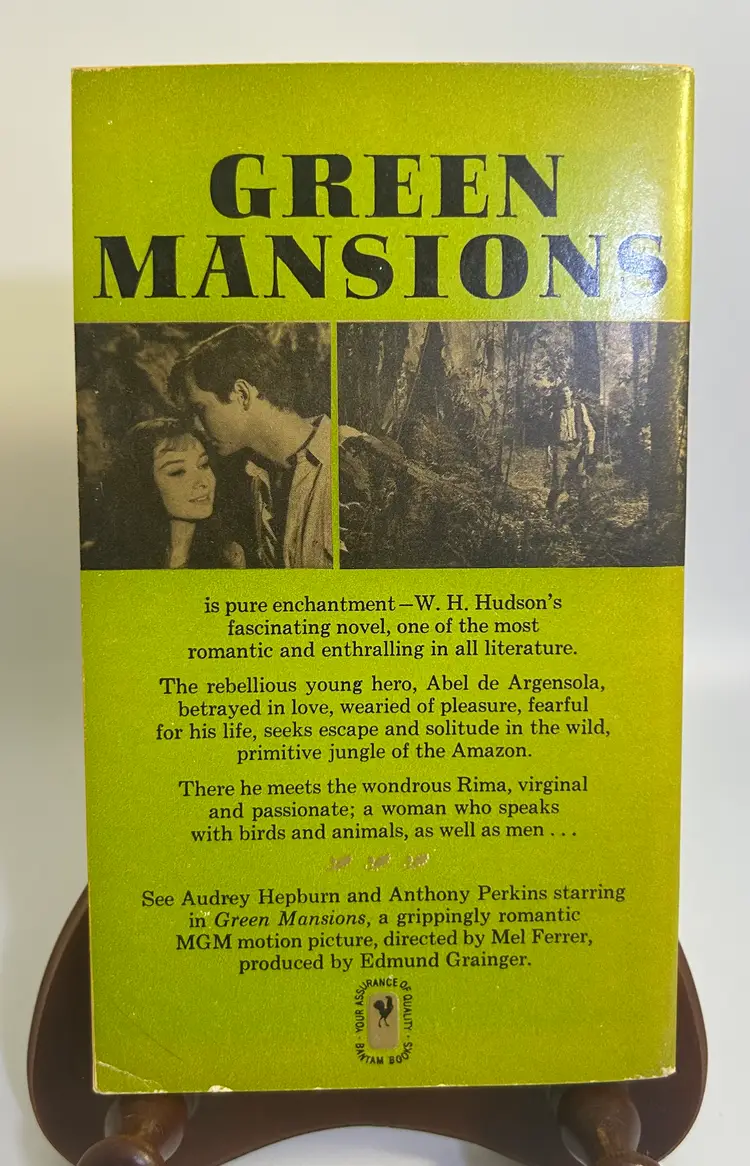 GREEN
MANSIONS
is pure enchantment—W. H. Hudson's
fascinating novel, one of the most
romantic and enthralling in all literature.
The rebellious young hero, Abel de Argensola,
betrayed in love, wearied of pleasure, fearful
for his life, seeks escape and solitude in the wild,
primitive jungle of the Amazon.
There he meets the wondrous Rima, virginal
and passionate; a woman who speaks
with birds and animals, as well as men . . .
See Audrey Hepburn and Anthony Perkins starring
in Green Mansions, a grippingly romantic
MGM motion picture, directed by Mel Ferrer,
produced by Edmund Grainger.
· YOUR ASSURANCE OF QUALITY ·
BANTAM BOOKS